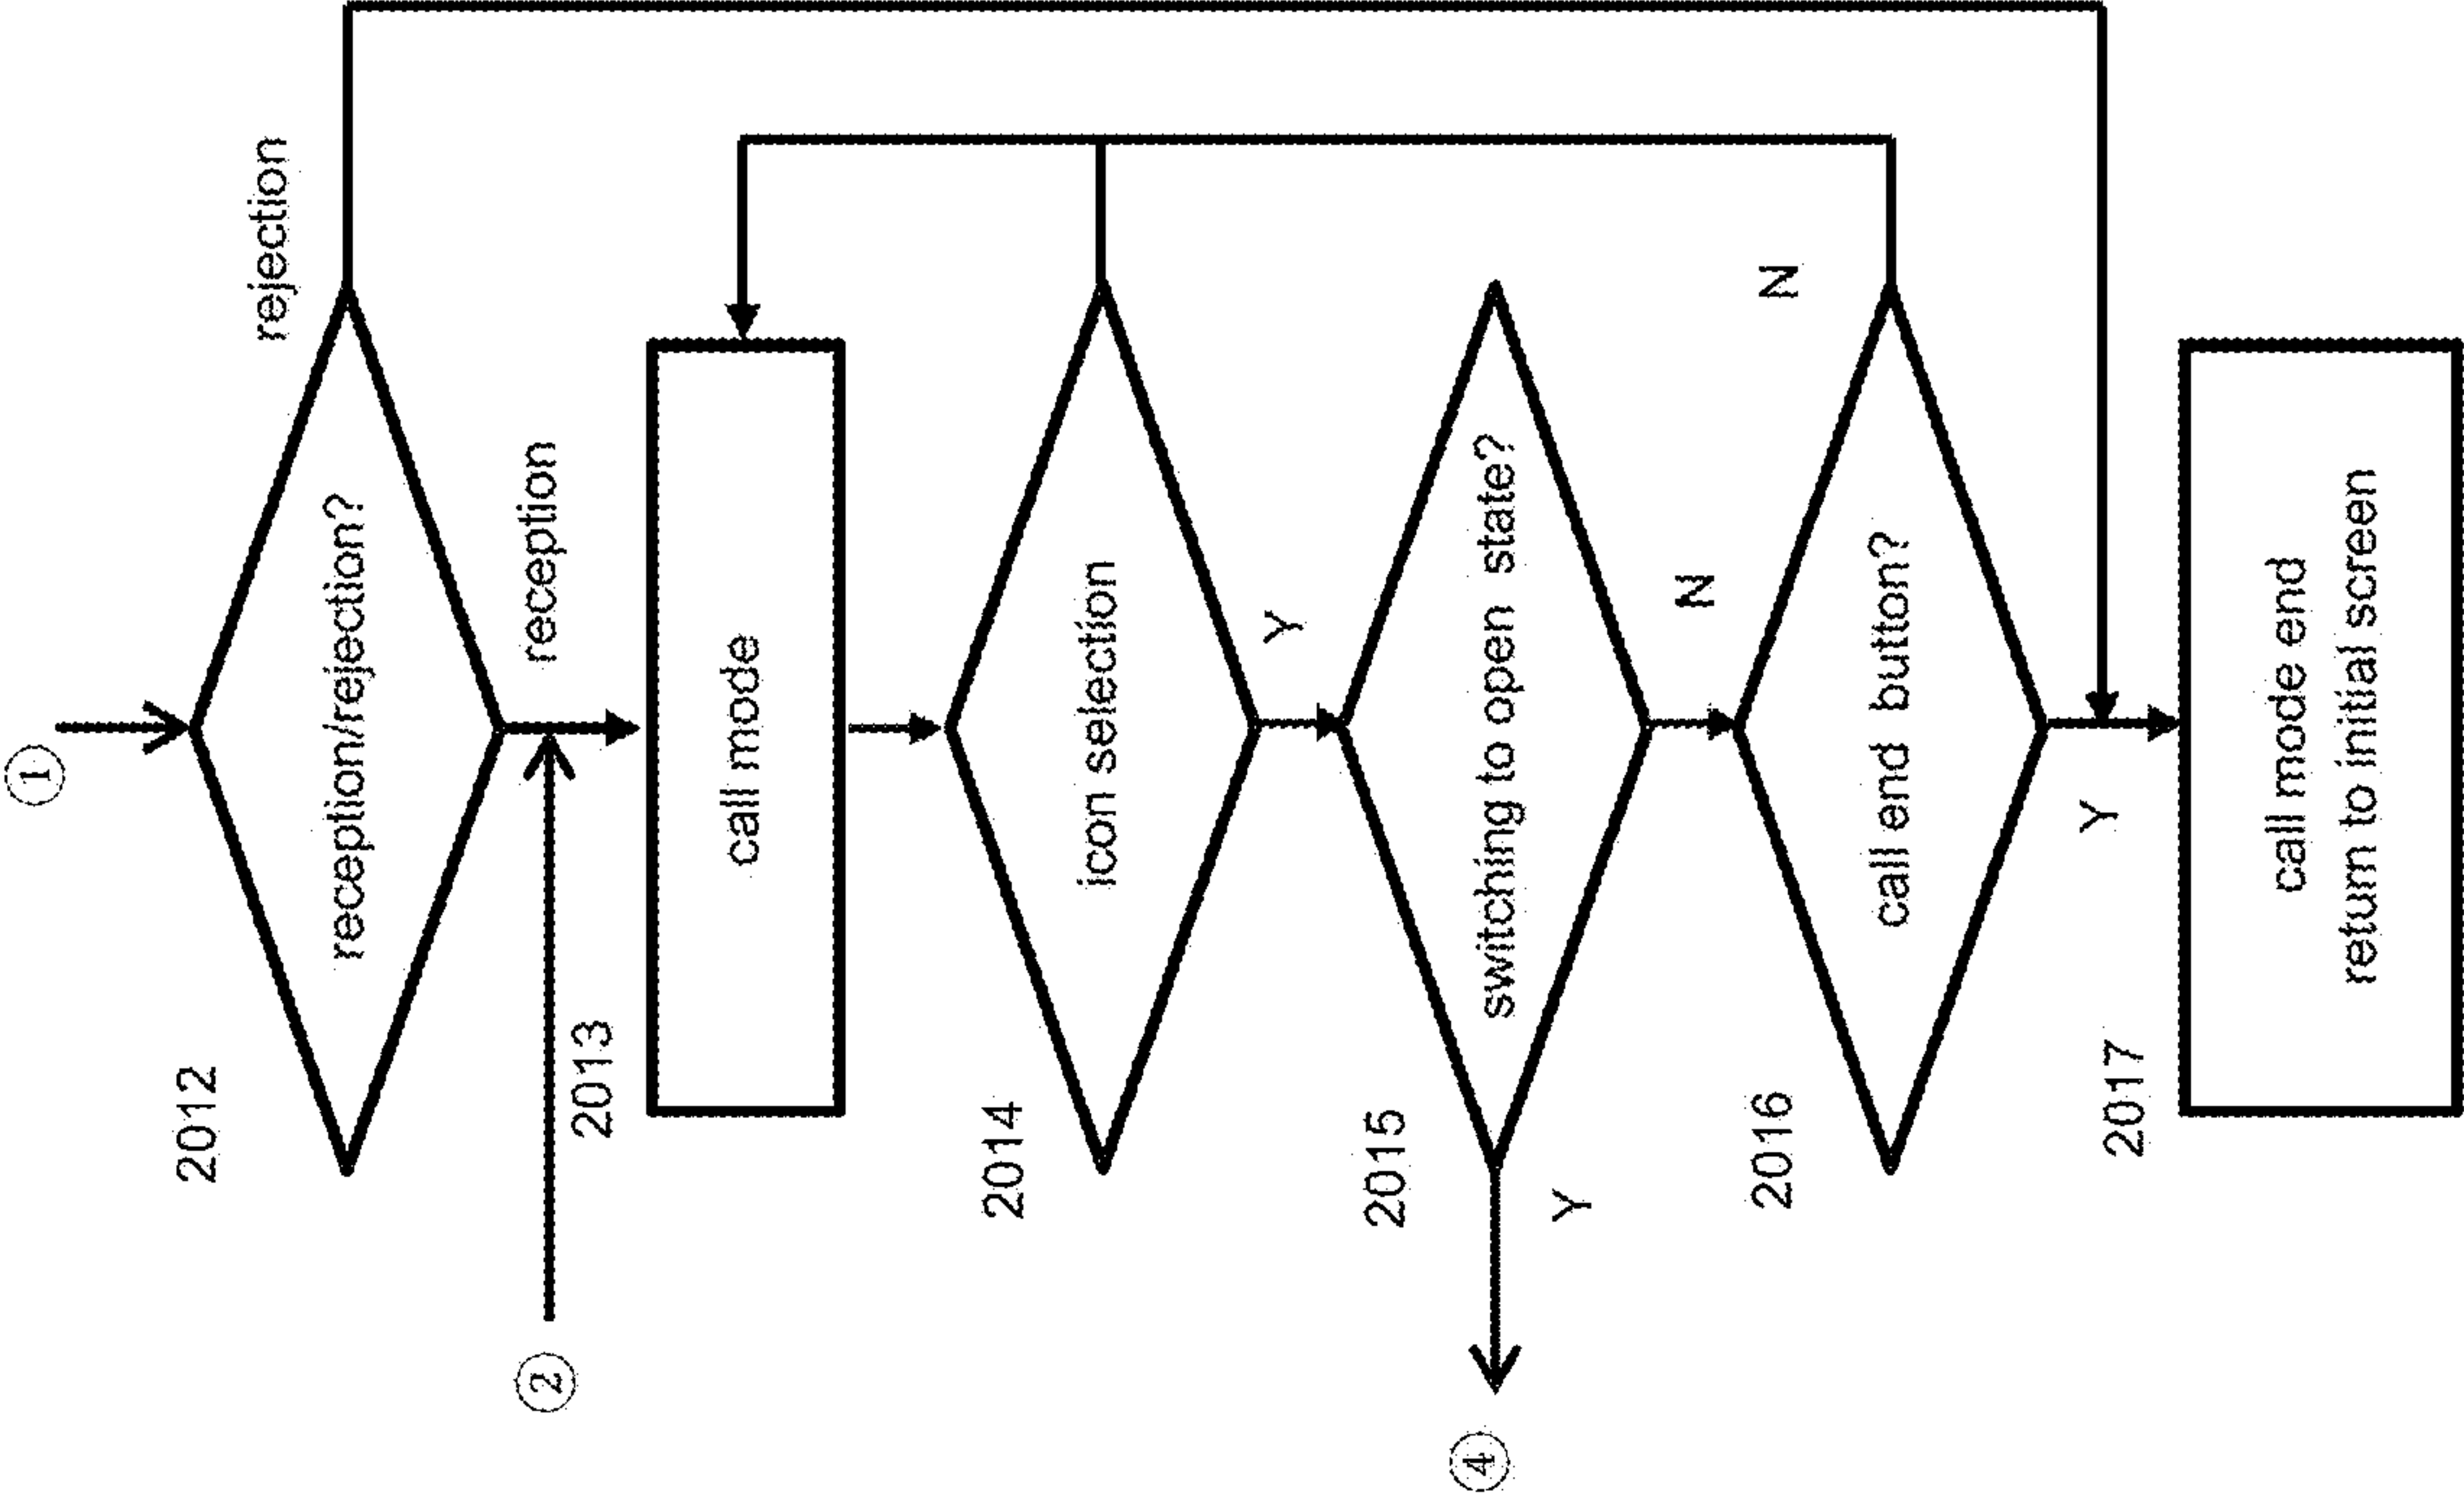 ①
2012
rejection
reception/rejection?
②
reception
2013
call mode
2014
icon selection
Y
2015
④
switching to open state?
Y
N
2016
N
call end button?
Y
2017
call mode end
return to initial screen